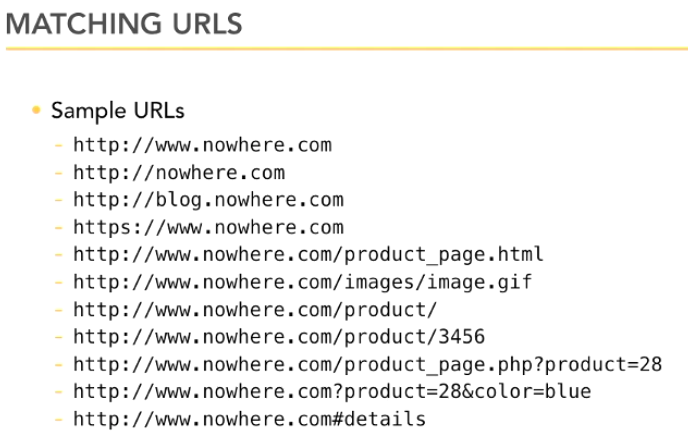 MATCHING URLS
• Sample URLs
- http://www.nowhere.com
- http://nowhere.com
- http://blog.nowhere.com
- https://www.nowhere.com
- http://www.nowhere.com/product_page.html
- http://www.nowhere.com/images/image.gif
- http://www.nowhere.com/product/
- http://www.nowhere.com/product/3456
- http://www.nowhere.com/product_page.php?product=28
- http://www.nowhere.com?product=28&color=blue
- http://www.nowhere.com#details